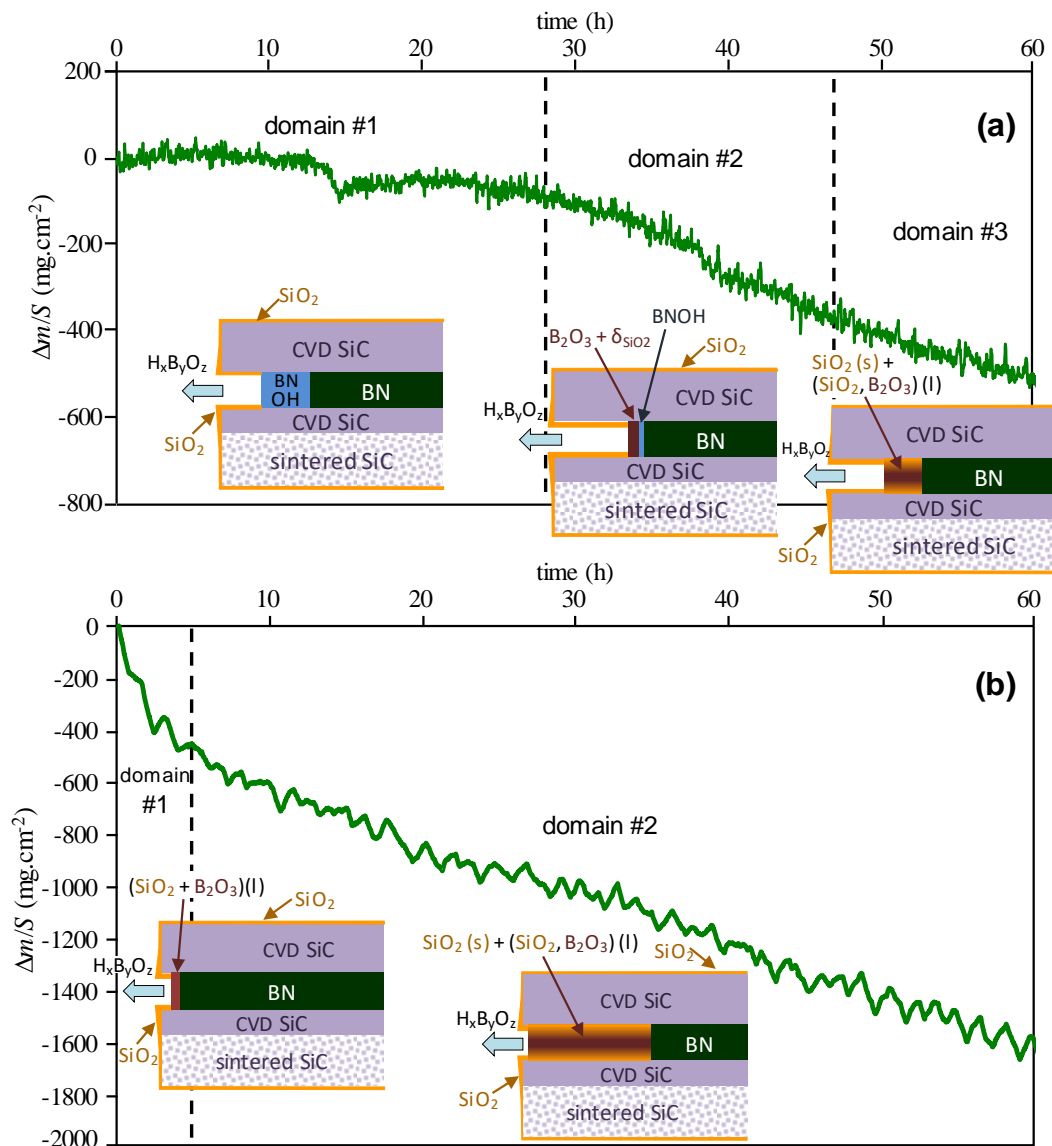 time (h)
0 10 20 30 40 50 60
200
0
-200
-400
-600
-800
Δm/S (mg.cm⁻²)
(a)
domain #1
domain #2
domain #3
SiO₂
CVD SiC
HₓBᵧO_z
BN
OH
BN
CVD SiC
SiO₂
sintered SiC
BNOH
B₂O₃ + δSiO₂
SiO₂
CVD SiC
HₓBᵧO_z
BN
CVD SiC
sintered SiC
SiO₂ (s) +
(SiO₂, B₂O₃) (l)
CVD SiC
HₓBᵧO_z
BN
CVD SiC
SiO₂
sintered SiC
time (h)
0 10 20 30 40 50 60
0
-200
-400
-600
-800
-1000
-1200
-1400
-1600
-1800
-2000
Δm/S (mg.cm⁻²)
(b)
domain
#1
domain #2
(SiO₂ + B₂O₃)(l)
SiO₂
CVD SiC
HₓBᵧO_z
BN
CVD SiC
SiO₂
sintered SiC
SiO₂ (s) + (SiO₂, B₂O₃) (l)
SiO₂
CVD SiC
HₓBᵧO_z
BN
CVD SiC
SiO₂
sintered SiC